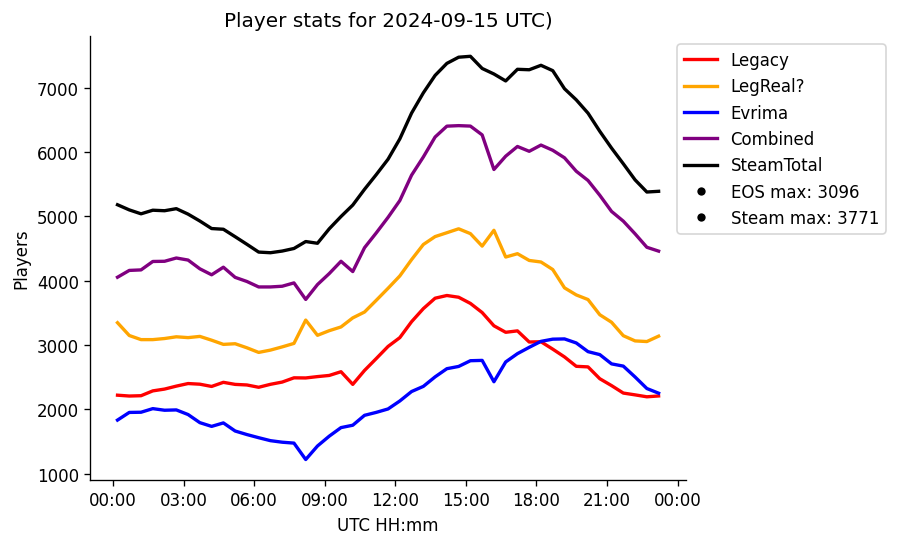 Player stats for 2024-09-15 UTC)
Legacy
LegReal?
Evrima
Combined
SteamTotal
EOS max: 3096
Steam max: 3771
Players
7000
6000
5000
4000
3000
2000
1000
00:00 03:00 06:00 09:00 12:00 15:00 18:00 21:00 00:00
UTC HH:mm